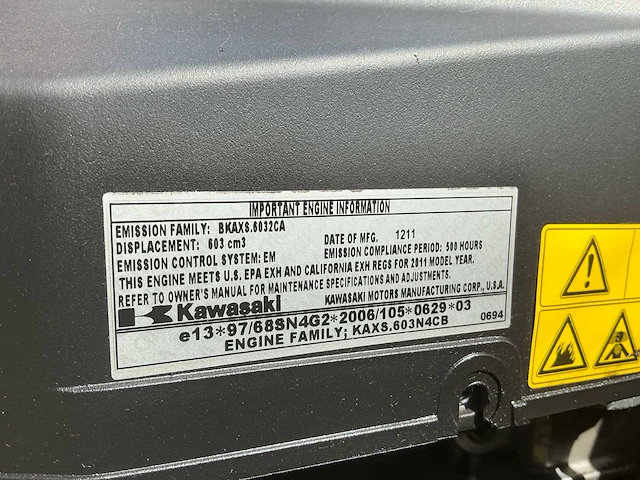 IMPORTANT ENGINE INFORMATION
EMISSION FAMILY: BKAXS.6032CA
DISPLACEMENT: 603 cm3 DATE OF MFG. 1211
EMISSION CONTROL SYSTEM: EM EMISSION COMPLIANCE PERIOD: 500 HOURS
THIS ENGINE MEETS U.S. EPA EXH AND CALIFORNIA EXH REGS FOR 2011 MODEL YEAR.
REFER TO OWNER'S MANUAL FOR MAINTENANCE SPECIFICATIONS AND ADJUSTMENTS.
Kawasaki KAWASAKI MOTORS MANUFACTURING CORP., U.S.A.
e13*97/68SN4G2*2006/105*0629*03
ENGINE FAMILY; KAXS.603N4CB 0694